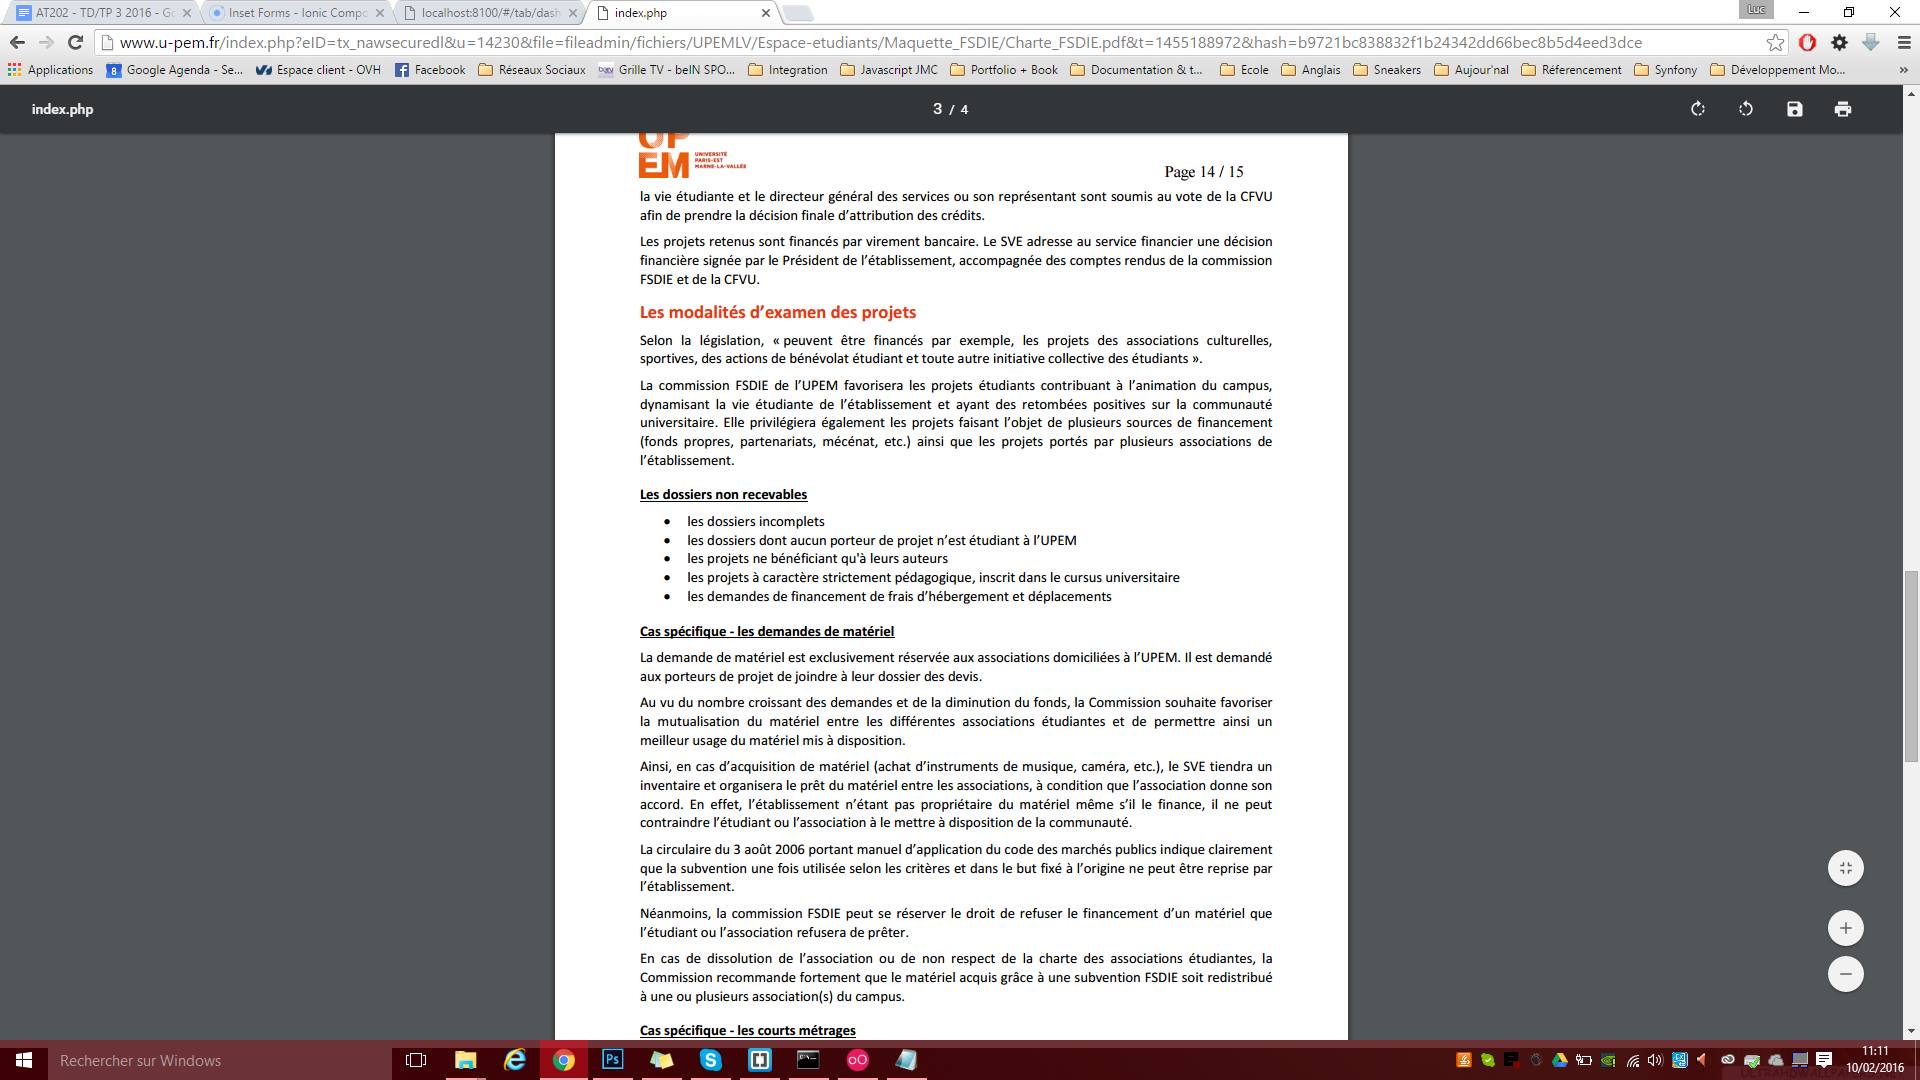 AT202 - TD/TP 3 2016 - Go
Inset Forms - Ionic Compo
localhost:8100/#/tab/dash
index.php
Luc
www.u-pem.fr/index.php?eID=tx_nawsecuredl&u=14230&file=fileadmin/fichiers/UPEMLV/Espace-etudiants/Maquette_FSDIE/Charte_FSDIE.pdf&t=1455188972&hash=b9721bc838832f1b24342dd66bec8b5d4eed3dce
Applications
Google Agenda - Se...
Espace client - OVH
Facebook
Réseaux Sociaux
Grille TV - beIN SPO...
Integration
Javascript JMC
Portfolio + Book
Documentation & t...
Ecole
Anglais
Sneakers
Aujour'nal
Réferencement
Synfony
Développement Mo...
»
index.php
3 / 4
UP
EM
UNIVERSITÉ
PARIS-EST
MARNE-LA-VALLÉE
Page 14 / 15
la vie étudiante et le directeur général des services ou son représentant sont soumis au vote de la CFVU
afin de prendre la décision finale d’attribution des crédits.
Les projets retenus sont financés par virement bancaire. Le SVE adresse au service financier une décision
financière signée par le Président de l’établissement, accompagnée des comptes rendus de la commission
FSDIE et de la CFVU.
Les modalités d’examen des projets
Selon la législation, « peuvent être financés par exemple, les projets des associations culturelles,
sportives, des actions de bénévolat étudiant et toute autre initiative collective des étudiants ».
La commission FSDIE de l’UPEM favorisera les projets étudiants contribuant à l’animation du campus,
dynamisant la vie étudiante de l’établissement et ayant des retombées positives sur la communauté
universitaire. Elle privilégiera également les projets faisant l’objet de plusieurs sources de financement
(fonds propres, partenariats, mécénat, etc.) ainsi que les projets portés par plusieurs associations de
l’établissement.
Les dossiers non recevables
• les dossiers incomplets
• les dossiers dont aucun porteur de projet n’est étudiant à l’UPEM
• les projets ne bénéficiant qu'à leurs auteurs
• les projets à caractère strictement pédagogique, inscrit dans le cursus universitaire
• les demandes de financement de frais d’hébergement et déplacements
Cas spécifique - les demandes de matériel
La demande de matériel est exclusivement réservée aux associations domiciliées à l’UPEM. Il est demandé
aux porteurs de projet de joindre à leur dossier des devis.
Au vu du nombre croissant des demandes et de la diminution du fonds, la Commission souhaite favoriser
la mutualisation du matériel entre les différentes associations étudiantes et de permettre ainsi un
meilleur usage du matériel mis à disposition.
Ainsi, en cas d’acquisition de matériel (achat d’instruments de musique, caméra, etc.), le SVE tiendra un
inventaire et organisera le prêt du matériel entre les associations, à condition que l’association donne son
accord. En effet, l’établissement n’étant pas propriétaire du matériel même s’il le finance, il ne peut
contraindre l’étudiant ou l’association à le mettre à disposition de la communauté.
La circulaire du 3 août 2006 portant manuel d’application du code des marchés publics indique clairement
que la subvention une fois utilisée selon les critères et dans le but fixé à l’origine ne peut être reprise par
l’établissement.
Néanmoins, la commission FSDIE peut se réserver le droit de refuser le financement d’un matériel que
l’étudiant ou l’association refusera de prêter.
En cas de dissolution de l’association ou de non respect de la charte des associations étudiantes, la
Commission recommande fortement que le matériel acquis grâce à une subvention FSDIE soit redistribué
à une ou plusieurs association(s) du campus.
Cas spécifique - les courts métrages
Rechercher sur Windows
11:11
10/02/2016